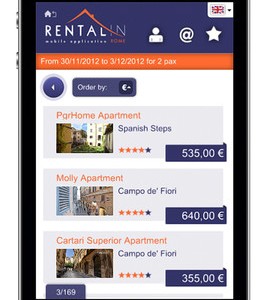 RENTALIN
mobile application HOME
@
From 30/11/2012 to 3/12/2012 for 2 pax
Order by: €
PgrHome Apartment
Spanish Steps
535,00 €
Molly Apartment
Campo de' Fiori
640,00 €
Cartari Superior Apartment
Campo de' Fiori
355,00 €
3/169